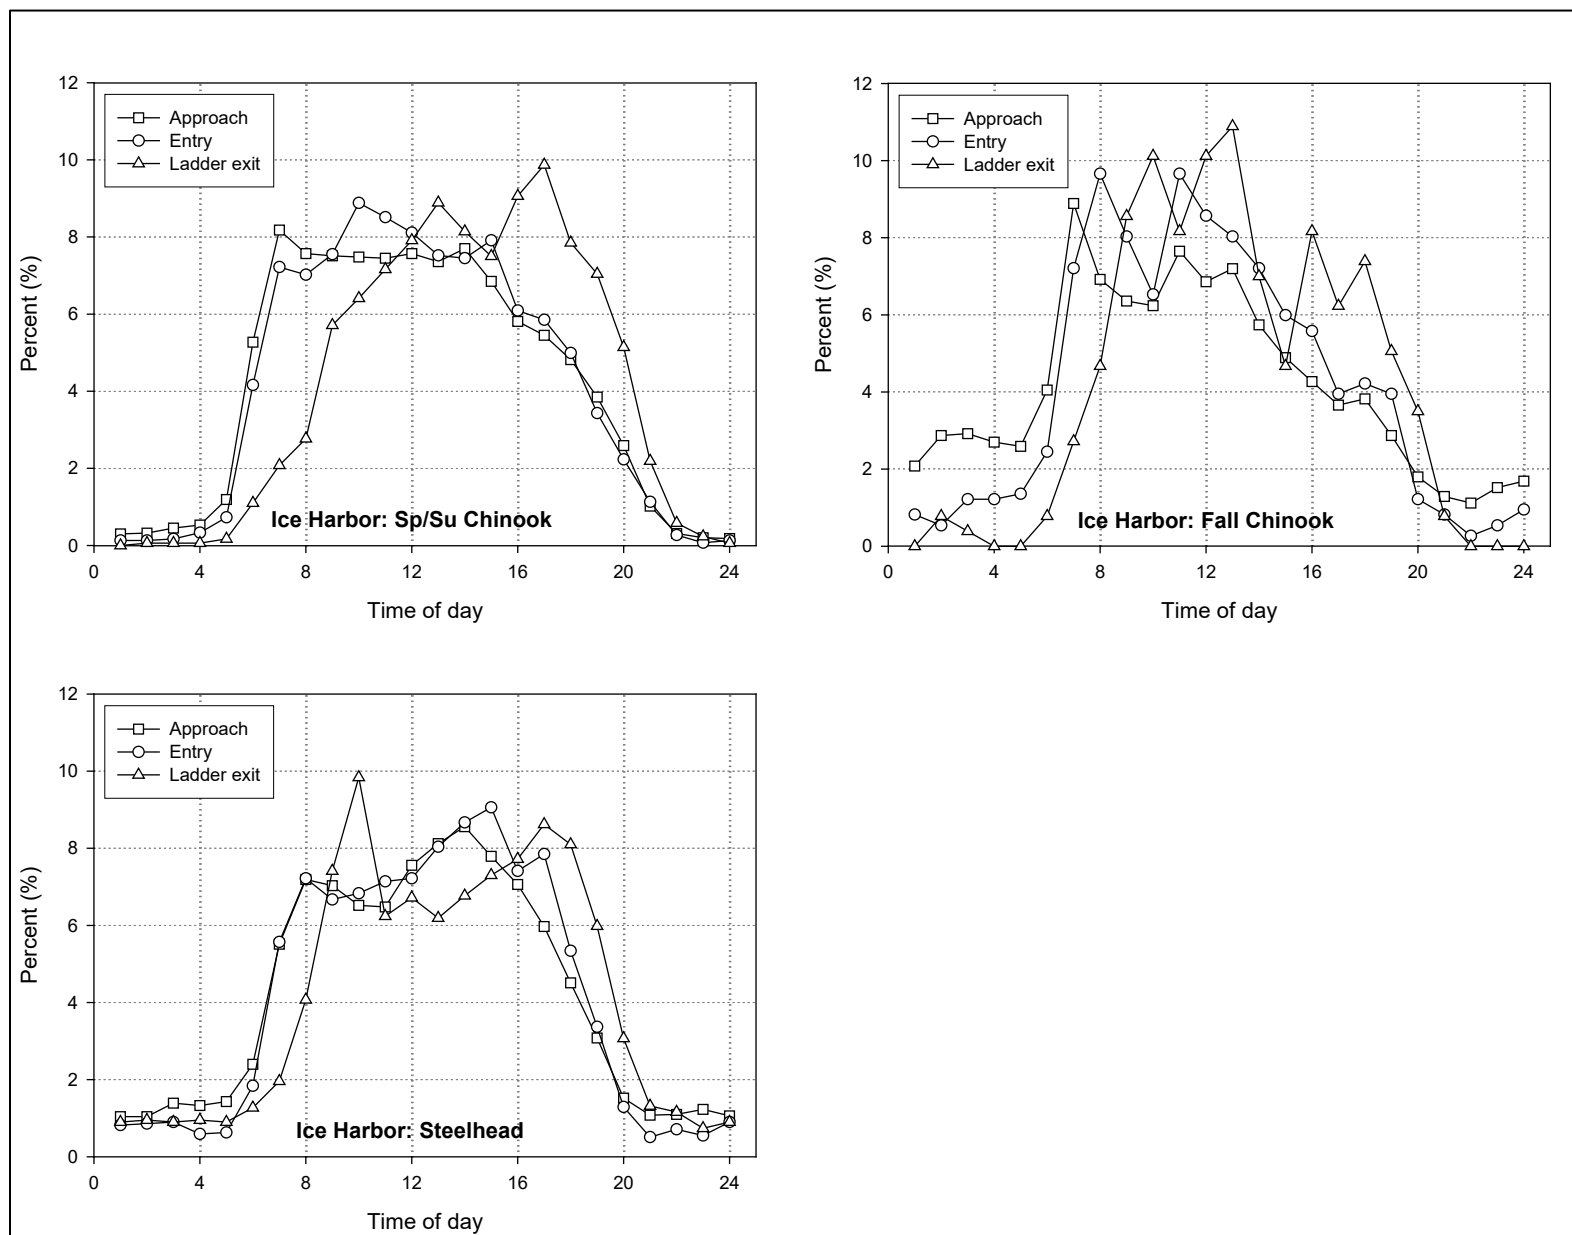 12
10
8
6
4
2
0
Percent (%)
Approach
Entry
Ladder exit
Ice Harbor: Sp/Su Chinook
0 4 8 12 16 20 24
Time of day
12
10
8
6
4
2
0
Percent (%)
Approach
Entry
Ladder exit
Ice Harbor: Fall Chinook
0 4 8 12 16 20 24
Time of day
12
10
8
6
4
2
0
Percent (%)
Approach
Entry
Ladder exit
Ice Harbor: Steelhead
0 4 8 12 16 20 24
Time of day